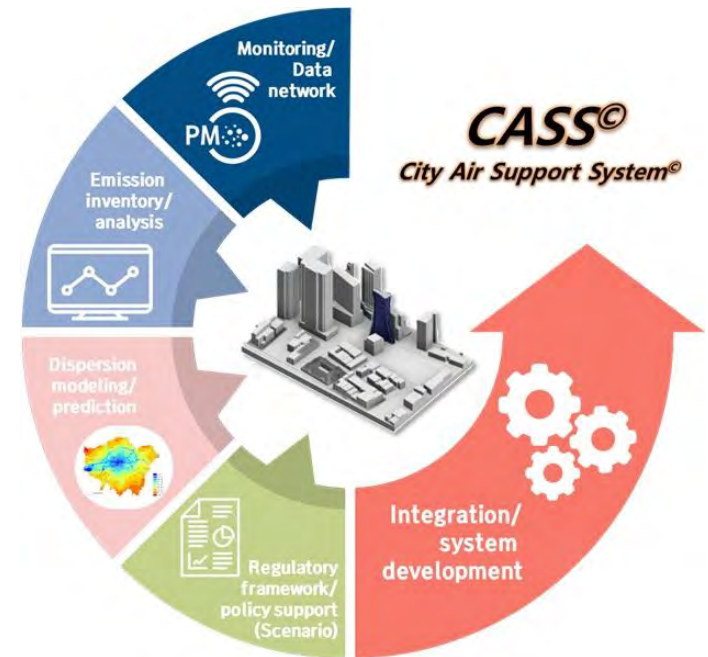 Monitoring/
Data
network
PM
CASS©
City Air Support System©
Emission
inventory/
analysis
Dispersion
modeling/
prediction
Regulatory
framework/
policy support
(Scenario)
Integration/
system
development